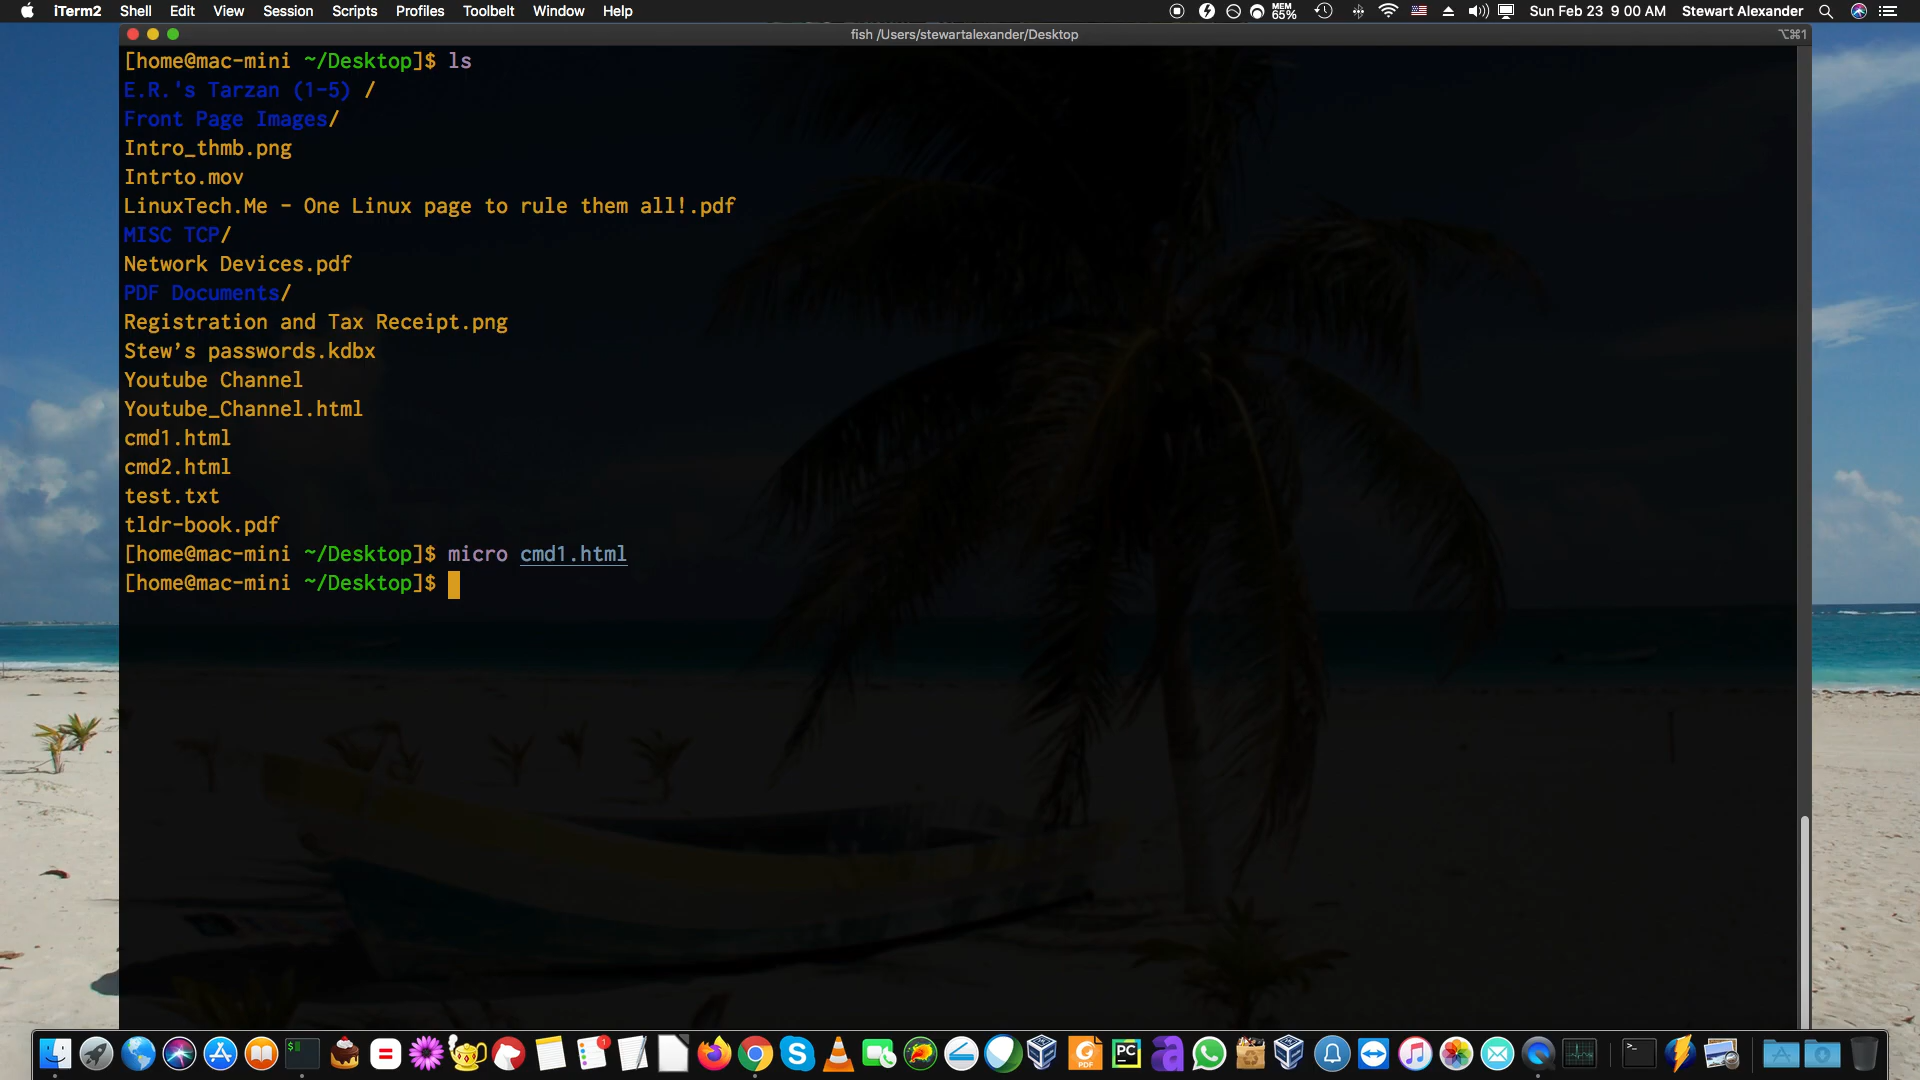 iTerm2 Shell Edit View Session Scripts Profiles Toolbelt Window Help MEM 65% Sun Feb 23 9 00 AM Stewart Alexander
fish /Users/stewartalexander/Desktop ⌥⌘1
[home@mac-mini ~/Desktop]$ ls
E.R.'s Tarzan (1-5) /
Front Page Images/
Intro_thmb.png
Intrto.mov
LinuxTech.Me - One Linux page to rule them all!.pdf
MISC TCP/
Network Devices.pdf
PDF Documents/
Registration and Tax Receipt.png
Stew’s passwords.kdbx
Youtube Channel
Youtube_Channel.html
cmd1.html
cmd2.html
test.txt
tldr-book.pdf
[home@mac-mini ~/Desktop]$ micro cmd1.html
[home@mac-mini ~/Desktop]$
$ 1 PDF PC >_